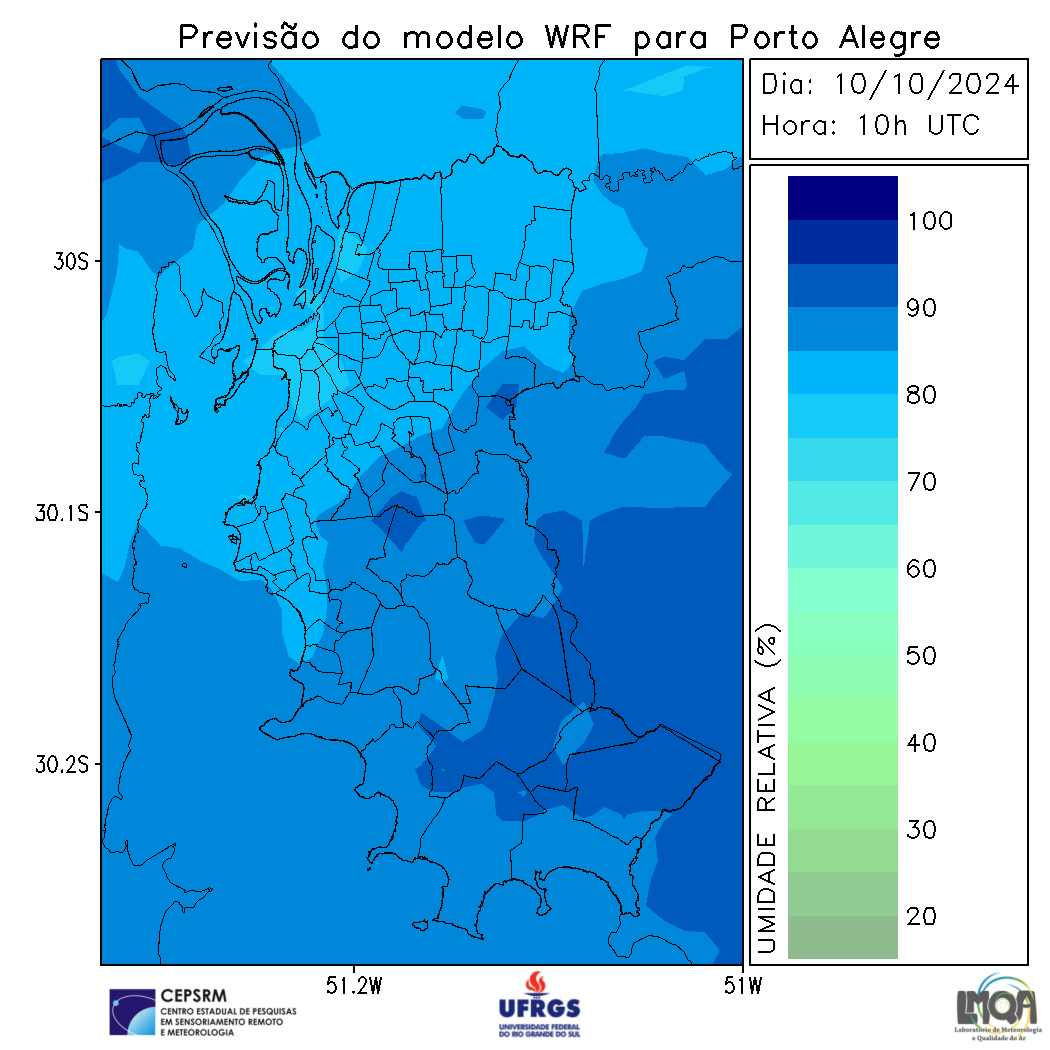 Previsão do modelo WRF para Porto Alegre
Dia: 10/10/2024
Hora: 10h UTC
30S
30.1S
30.2S
51.2W
51W
100
90
80
70
60
50
40
30
20
UMIDADE RELATIVA (%)
CEPSRM
CENTRO ESTADUAL DE PESQUISAS
EM SENSORIAMENTO REMOTO
E METEOROLOGIA
UFRGS
UNIVERSIDADE FEDERAL
DO RIO GRANDE DO SUL
LMQA
Laboratório de Meteorologia
e Qualidade do Ar